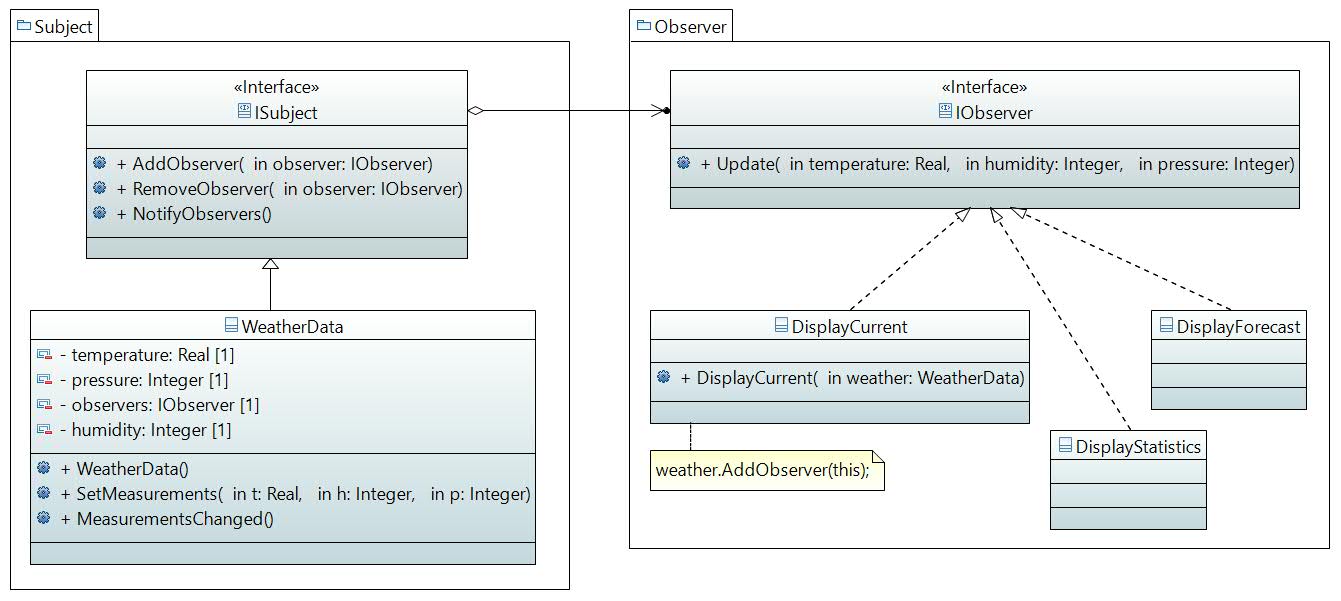 Subject
«Interface»
ISubject
+ AddObserver( in observer: IObserver)
+ RemoveObserver( in observer: IObserver)
+ NotifyObservers()
WeatherData
- temperature: Real [1]
- pressure: Integer [1]
- observers: IObserver [1]
- humidity: Integer [1]
+ WeatherData()
+ SetMeasurements( in t: Real, in h: Integer, in p: Integer)
+ MeasurementsChanged()
Observer
«Interface»
IObserver
+ Update( in temperature: Real, in humidity: Integer, in pressure: Integer)
DisplayCurrent
+ DisplayCurrent( in weather: WeatherData)
weather.AddObserver(this);
DisplayForecast
DisplayStatistics